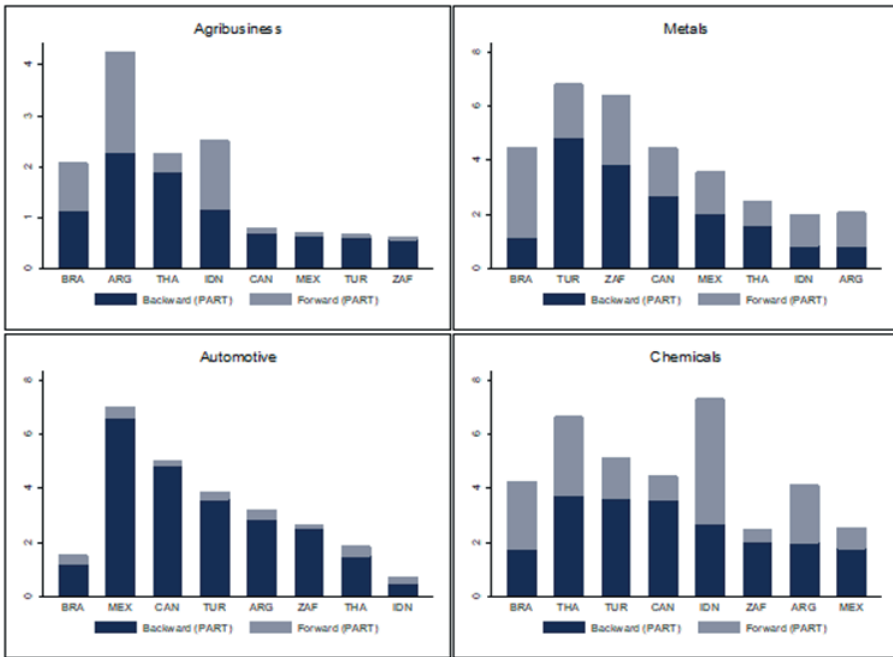 Agribusiness
4
3
2
1
0
BRA ARG THA IDN CAN MEX TUR ZAF
Backward (PART) Forward (PART)
Metals
8
6
4
2
0
BRA TUR ZAF CAN MEX THA IDN ARG
Backward (PART) Forward (PART)
Automotive
8
6
4
2
0
BRA MEX CAN TUR ARG ZAF THA IDN
Backward (PART) Forward (PART)
Chemicals
8
6
4
2
0
BRA THA TUR CAN IDN ZAF ARG MEX
Backward (PART) Forward (PART)